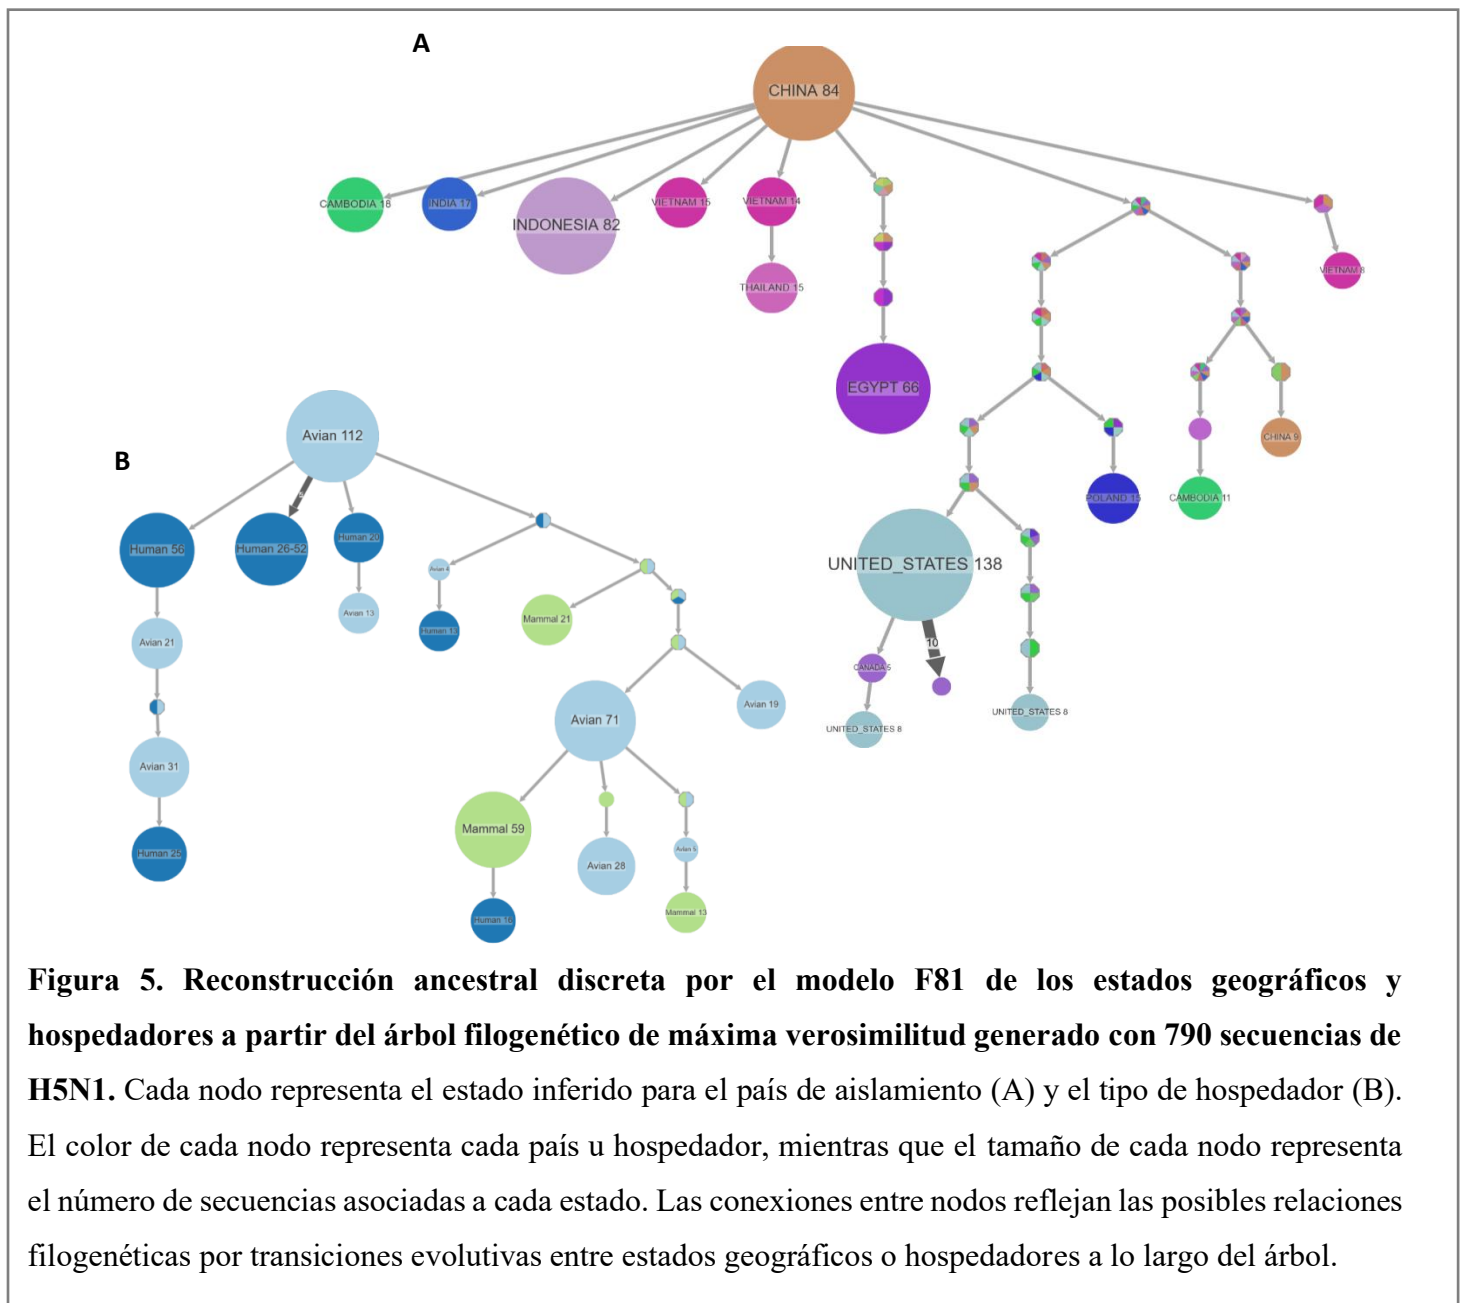 A
CHINA 84
CAMBODIA 18
INDIA 17
INDONESIA 82
VIETNAM 15
VIETNAM 14
THAILAND 15
EGYPT 66
VIETNAM 8
POLAND 15
CAMBODIA 11
CHINA 9
UNITED_STATES 138
10
CANADA 5
UNITED_STATES 8
UNITED_STATES 8
B
Avian 112
Human 56
Human 26-52
Human 20
Avian 13
Avian 4
Human 13
Mammal 21
Avian 21
Avian 31
Human 25
Avian 71
Avian 19
Mammal 59
Avian 28
Avian 5
Human 16
Mammal 13
Figura 5. Reconstrucción ancestral discreta por el modelo F81 de los estados geográficos y
hospedadores a partir del árbol filogenético de máxima verosimilitud generado con 790 secuencias de
H5N1. Cada nodo representa el estado inferido para el país de aislamiento (A) y el tipo de hospedador (B).
El color de cada nodo representa cada país u hospedador, mientras que el tamaño de cada nodo representa
el número de secuencias asociadas a cada estado. Las conexiones entre nodos reflejan las posibles relaciones
filogenéticas por transiciones evolutivas entre estados geográficos o hospedadores a lo largo del árbol.